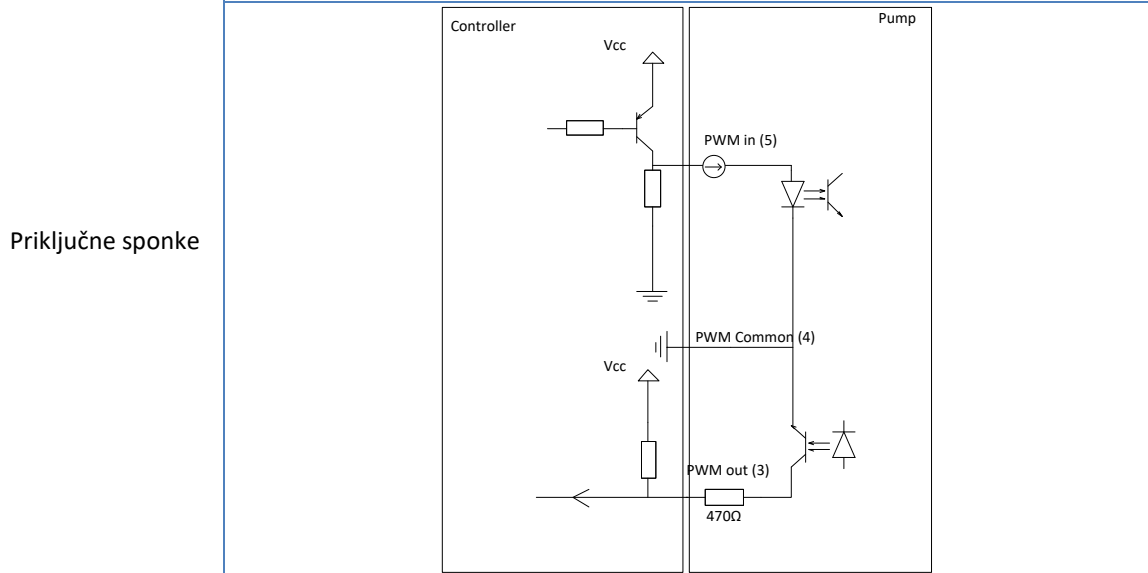 Priključne sponke
Controller
Pump
Vcc
PWM in (5)
PWM Common (4)
Vcc
PWM out (3)
470Ω